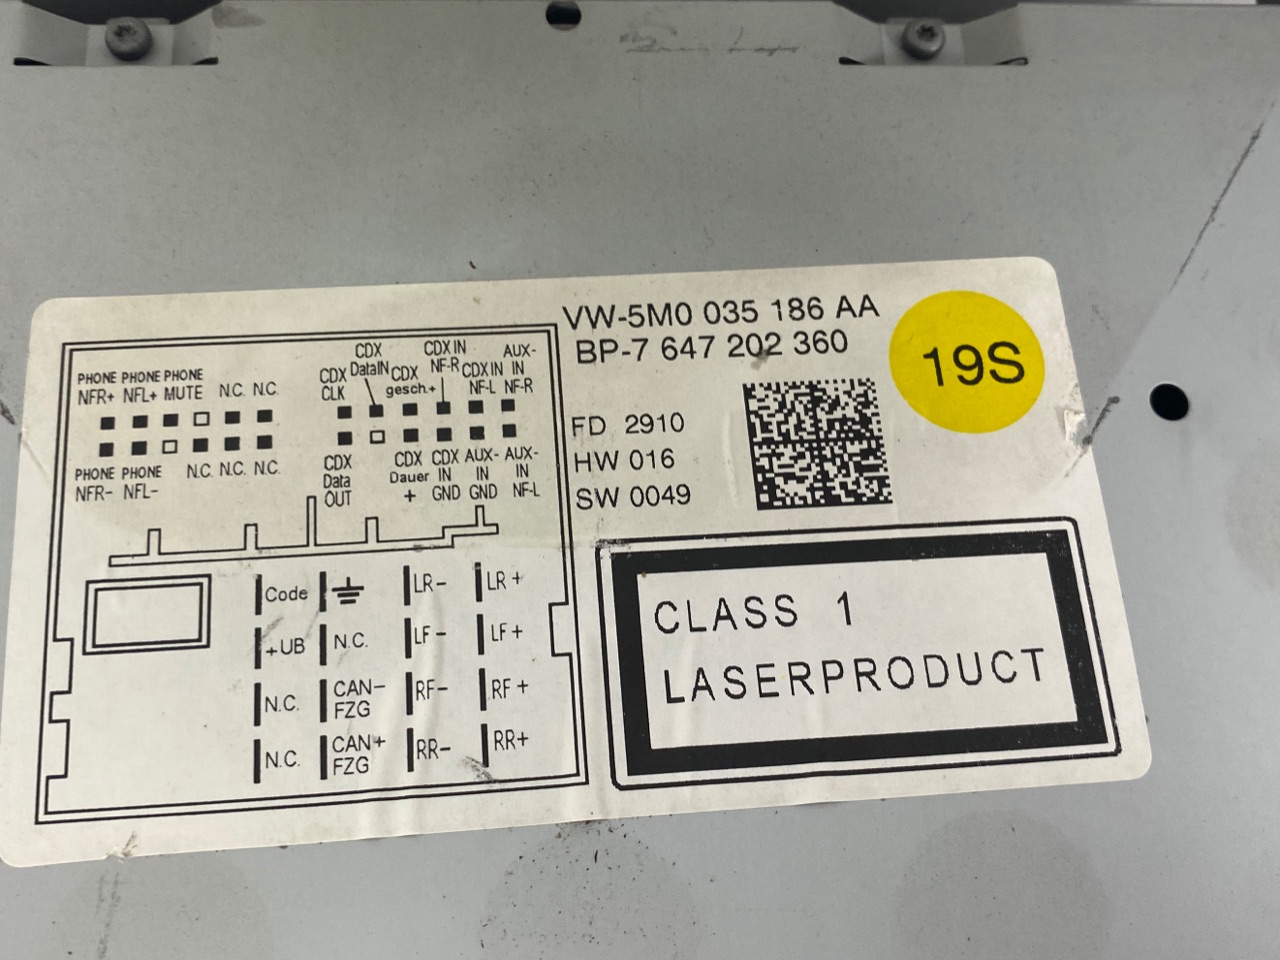 VW-5M0 035 186 AA
BP-7 647 202 360
19S
FD 2910
HW 016
SW 0049
CLASS 1
LASERPRODUCT
PHONE PHONE PHONE
NFR+ NFL+ MUTE N.C. N.C.
PHONE PHONE N.C. N.C. N.C.
NFR- NFL-
CDX
CLK
CDX
DataIN
CDX
gesch.+
CDX IN
NF-R
CDX IN
NF-L
AUX-
IN
NF-R
CDX
Data
OUT
CDX
Dauer
+
CDX
IN
GND
AUX-
IN
GND
AUX-
IN
NF-L
Code LR- LR+
+UB N.C. LF- LF+
N.C. CAN-
FZG RF- RF+
N.C. CAN+
FZG RR- RR+